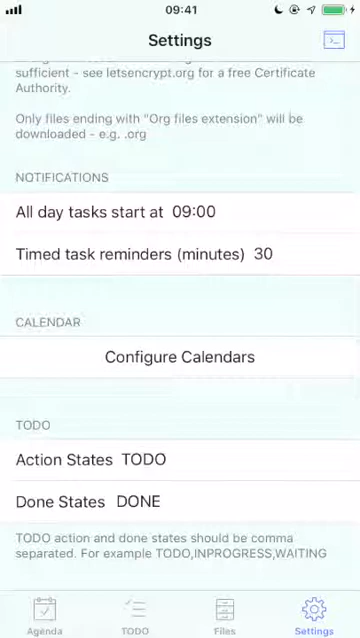 09:41
Settings
sufficient - see letsencrypt.org for a free Certificate
Authority.
Only files ending with "Org files extension" will be
downloaded - e.g. .org
NOTIFICATIONS
All day tasks start at 09:00
Timed task reminders (minutes) 30
CALENDAR
Configure Calendars
TODO
Action States TODO
Done States DONE
TODO action and done states should be comma
separated. For example TODO,INPROGRESS,WAITING
Agenda TODO Files Settings